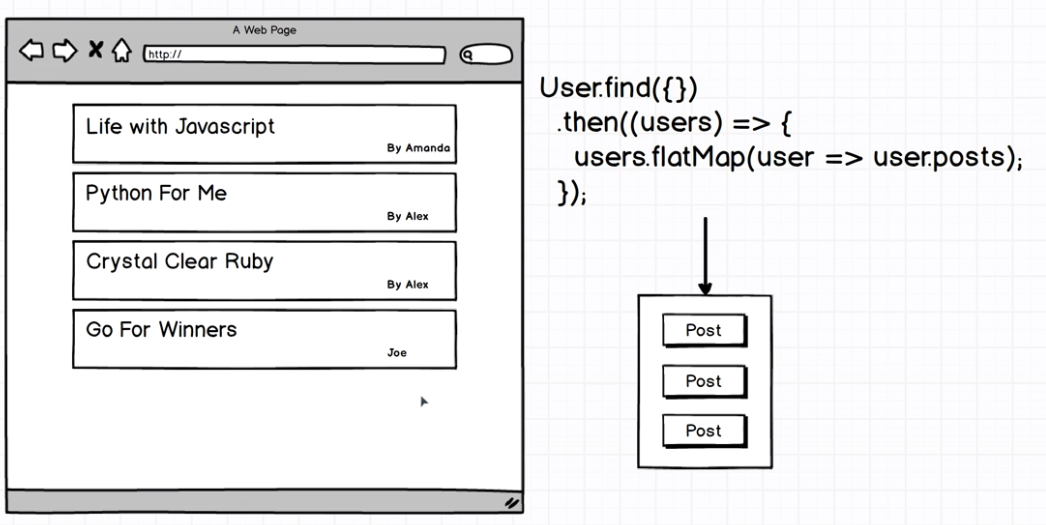 A Web Page
http://
Life with Javascript
By Amanda
Python For Me
By Alex
Crystal Clear Ruby
By Alex
Go For Winners
Joe
User.find({})
.then((users) => {
users.flatMap(user => user.posts);
});
Post
Post
Post